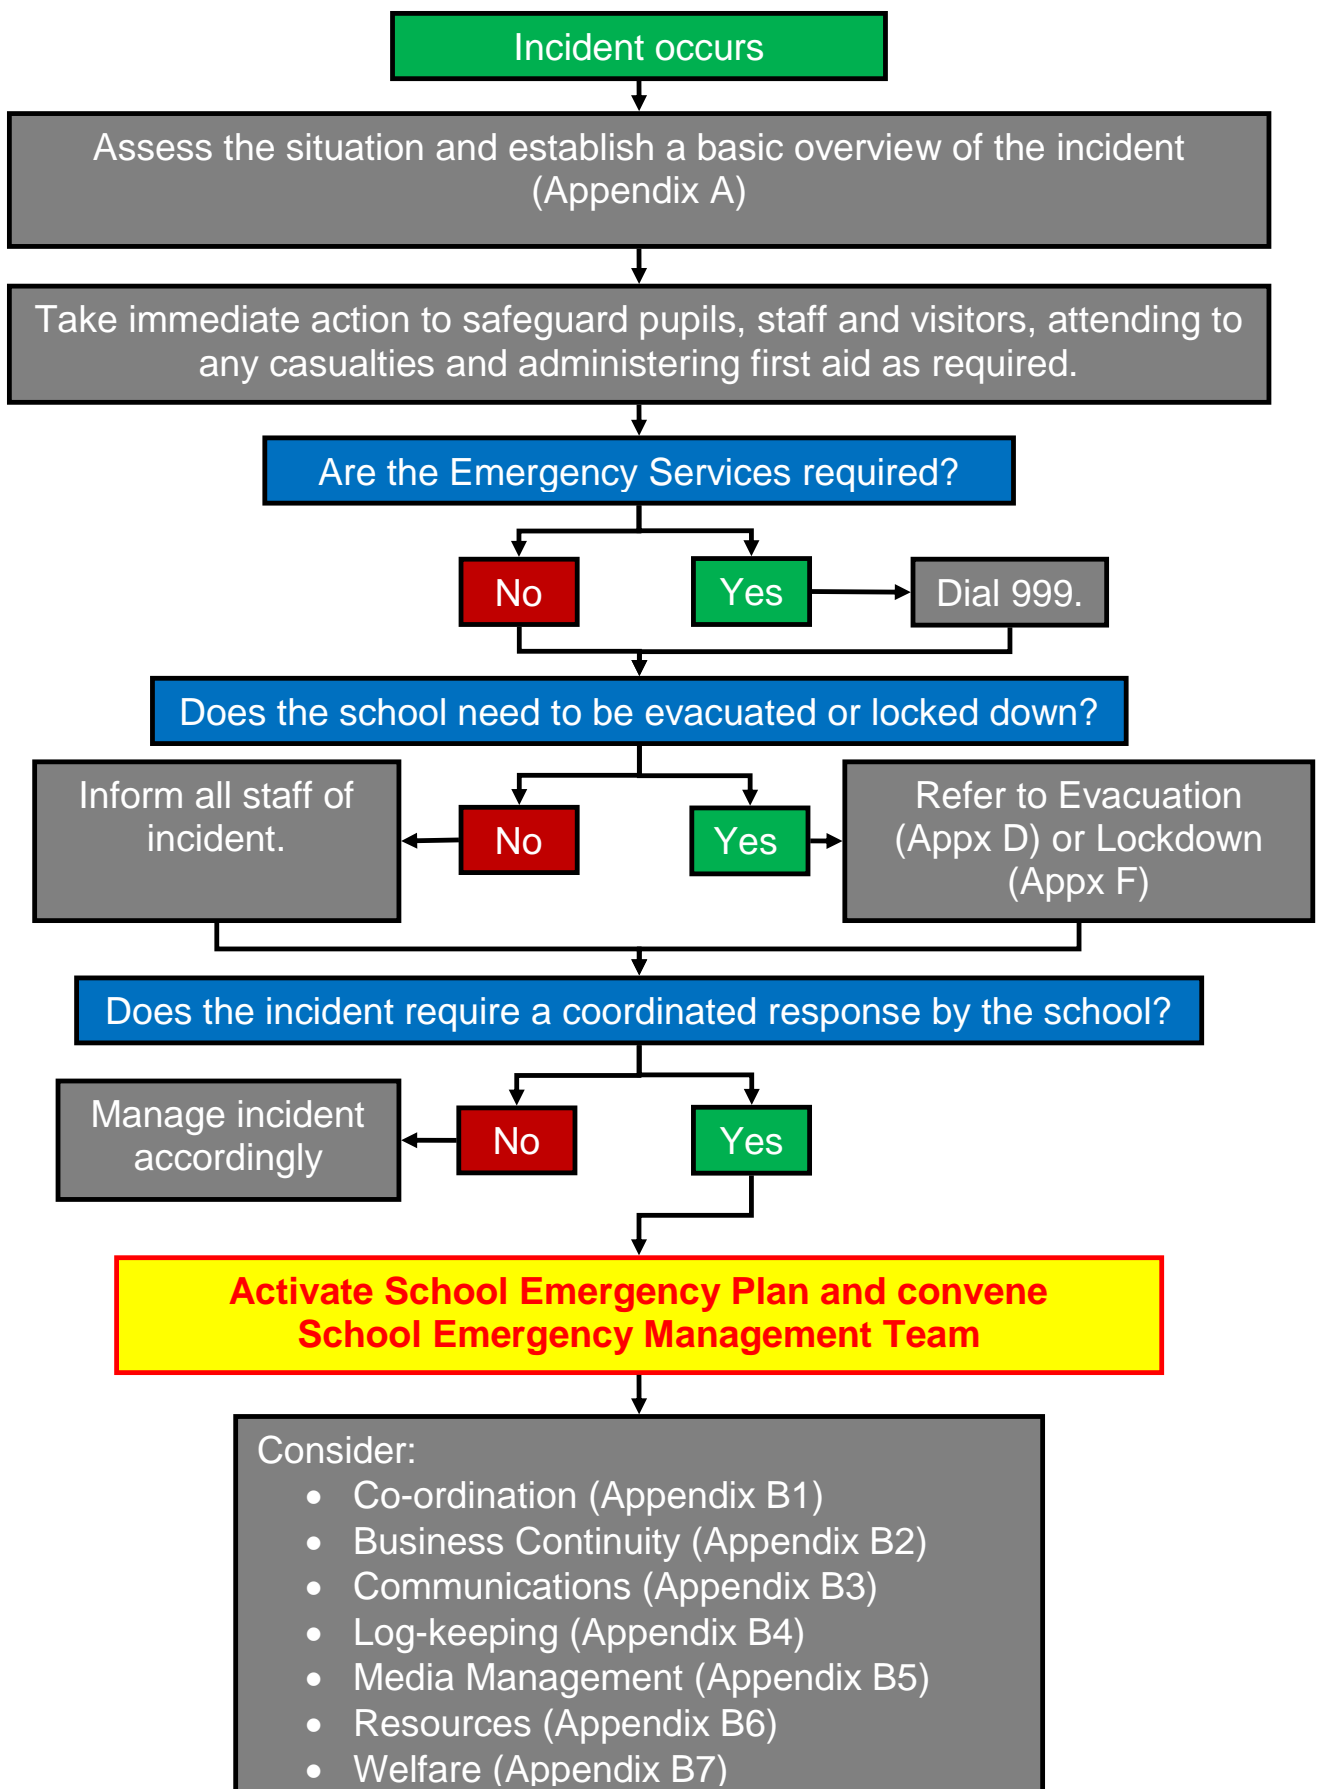 Incident occurs
Assess the situation and establish a basic overview of the incident
(Appendix A)
Take immediate action to safeguard pupils, staff and visitors, attending to
any casualties and administering first aid as required.
Are the Emergency Services required?
No
Yes
Dial 999.
Does the school need to be evacuated or locked down?
Inform all staff of
incident.
No
Yes
Refer to Evacuation
(Appx D) or Lockdown
(Appx F)
Does the incident require a coordinated response by the school?
Manage incident
accordingly
No
Yes
Activate School Emergency Plan and convene
School Emergency Management Team
Consider:
• Co-ordination (Appendix B1)
• Business Continuity (Appendix B2)
• Communications (Appendix B3)
• Log-keeping (Appendix B4)
• Media Management (Appendix B5)
• Resources (Appendix B6)
• Welfare (Appendix B7)